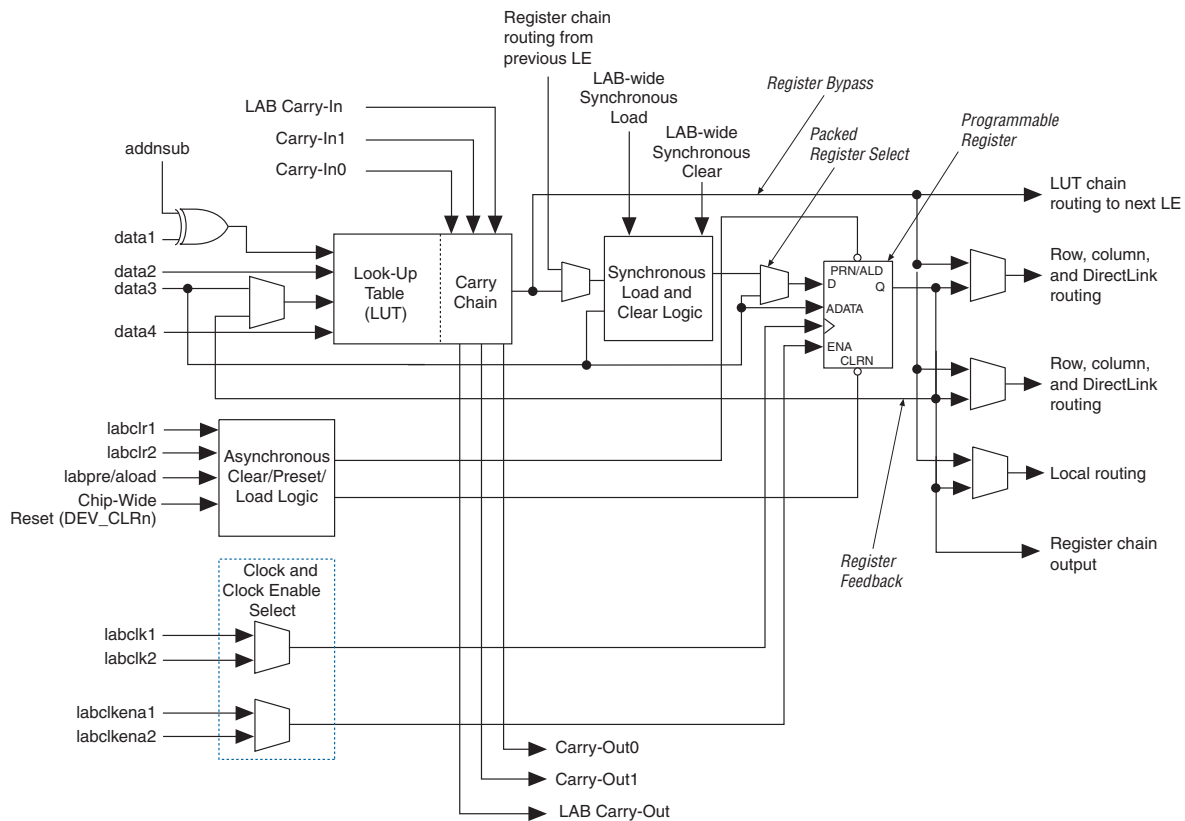 Register chain
routing from
previous LE
LAB-wide
Synchronous
Load
Register Bypass
LAB Carry-In
LAB-wide
Synchronous
Clear
Packed
Register Select
Programmable
Register
Carry-In1
addnsub
Carry-In0
LUT chain
routing to next LE
data1
data2
data3
data4
Look-Up
Table
(LUT)
Carry
Chain
Synchronous
Load and
Clear Logic
PRN/ALD
D
Q
ADATA
ENA
CLRN
Row, column,
and DirectLink
routing
Row, column,
and DirectLink
routing
labclr1
labclr2
labpre/aload
Chip-Wide
Reset (DEV_CLRn)
Asynchronous
Clear/Preset/
Load Logic
Local routing
Register chain
output
Register
Feedback
Clock and
Clock Enable
Select
labclk1
labclk2
labclkena1
labclkena2
Carry-Out0
Carry-Out1
LAB Carry-Out